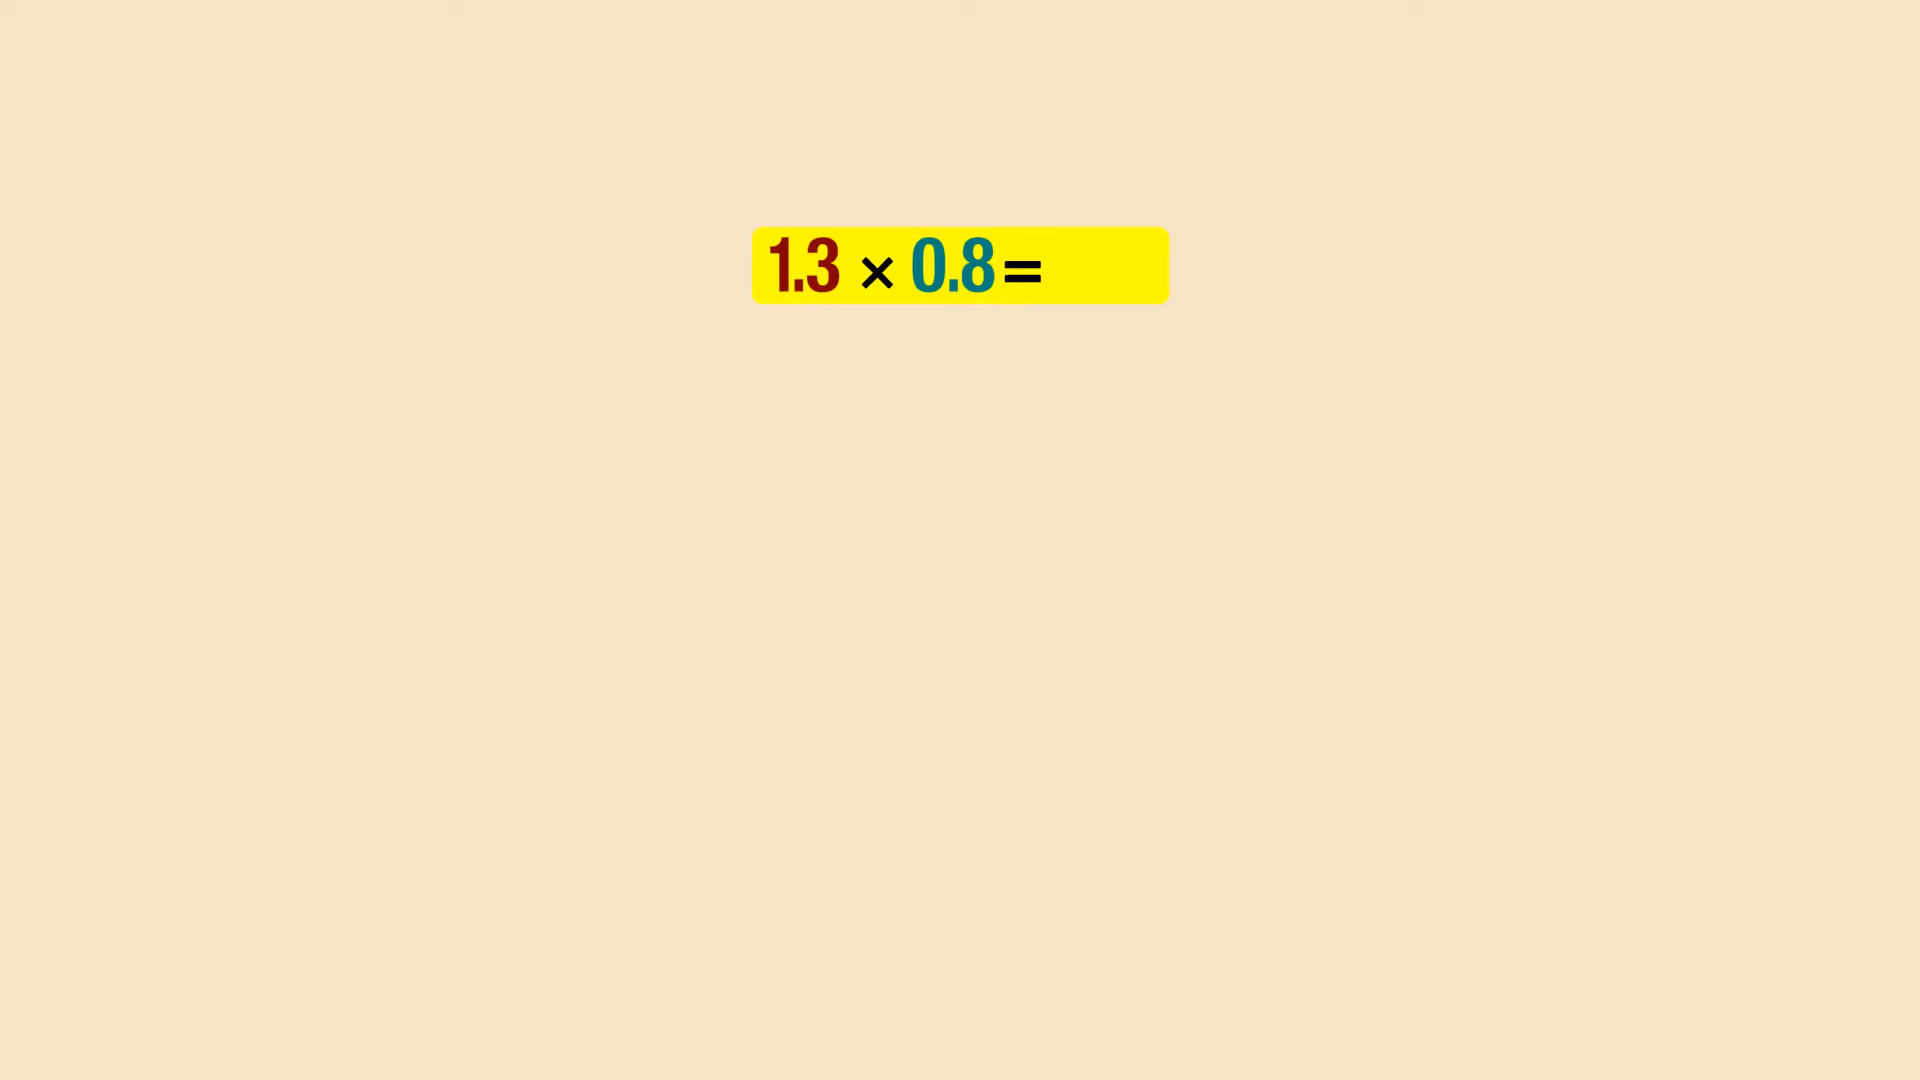 1.3 × 0.8 =